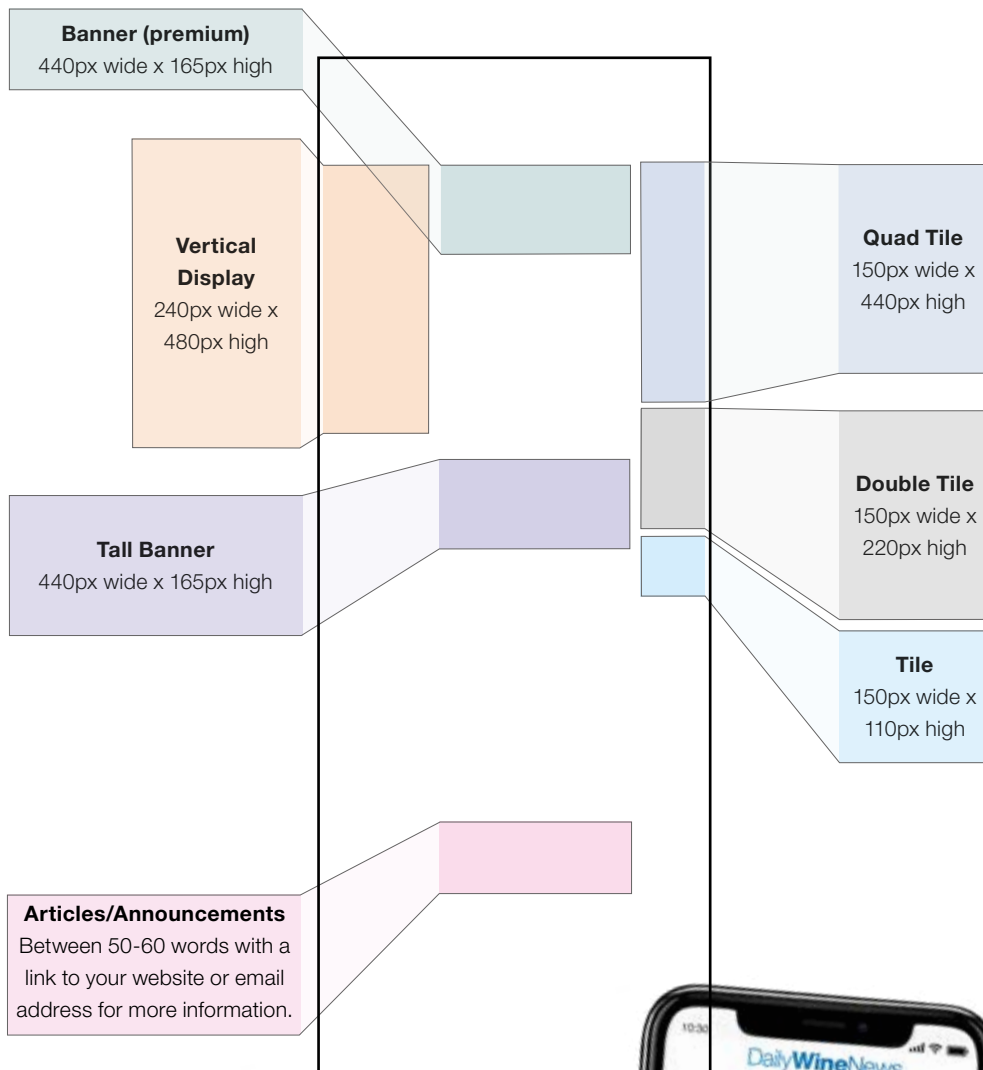 Banner (premium)
440px wide x 165px high
Vertical
Display
240px wide x
480px high
Quad Tile
150px wide x
440px high
Double Tile
150px wide x
220px high
Tall Banner
440px wide x 165px high
Tile
150px wide x
110px high
Articles/Announcements
Between 50-60 words with a
link to your website or email
address for more information.
10:30
DailyWineNews